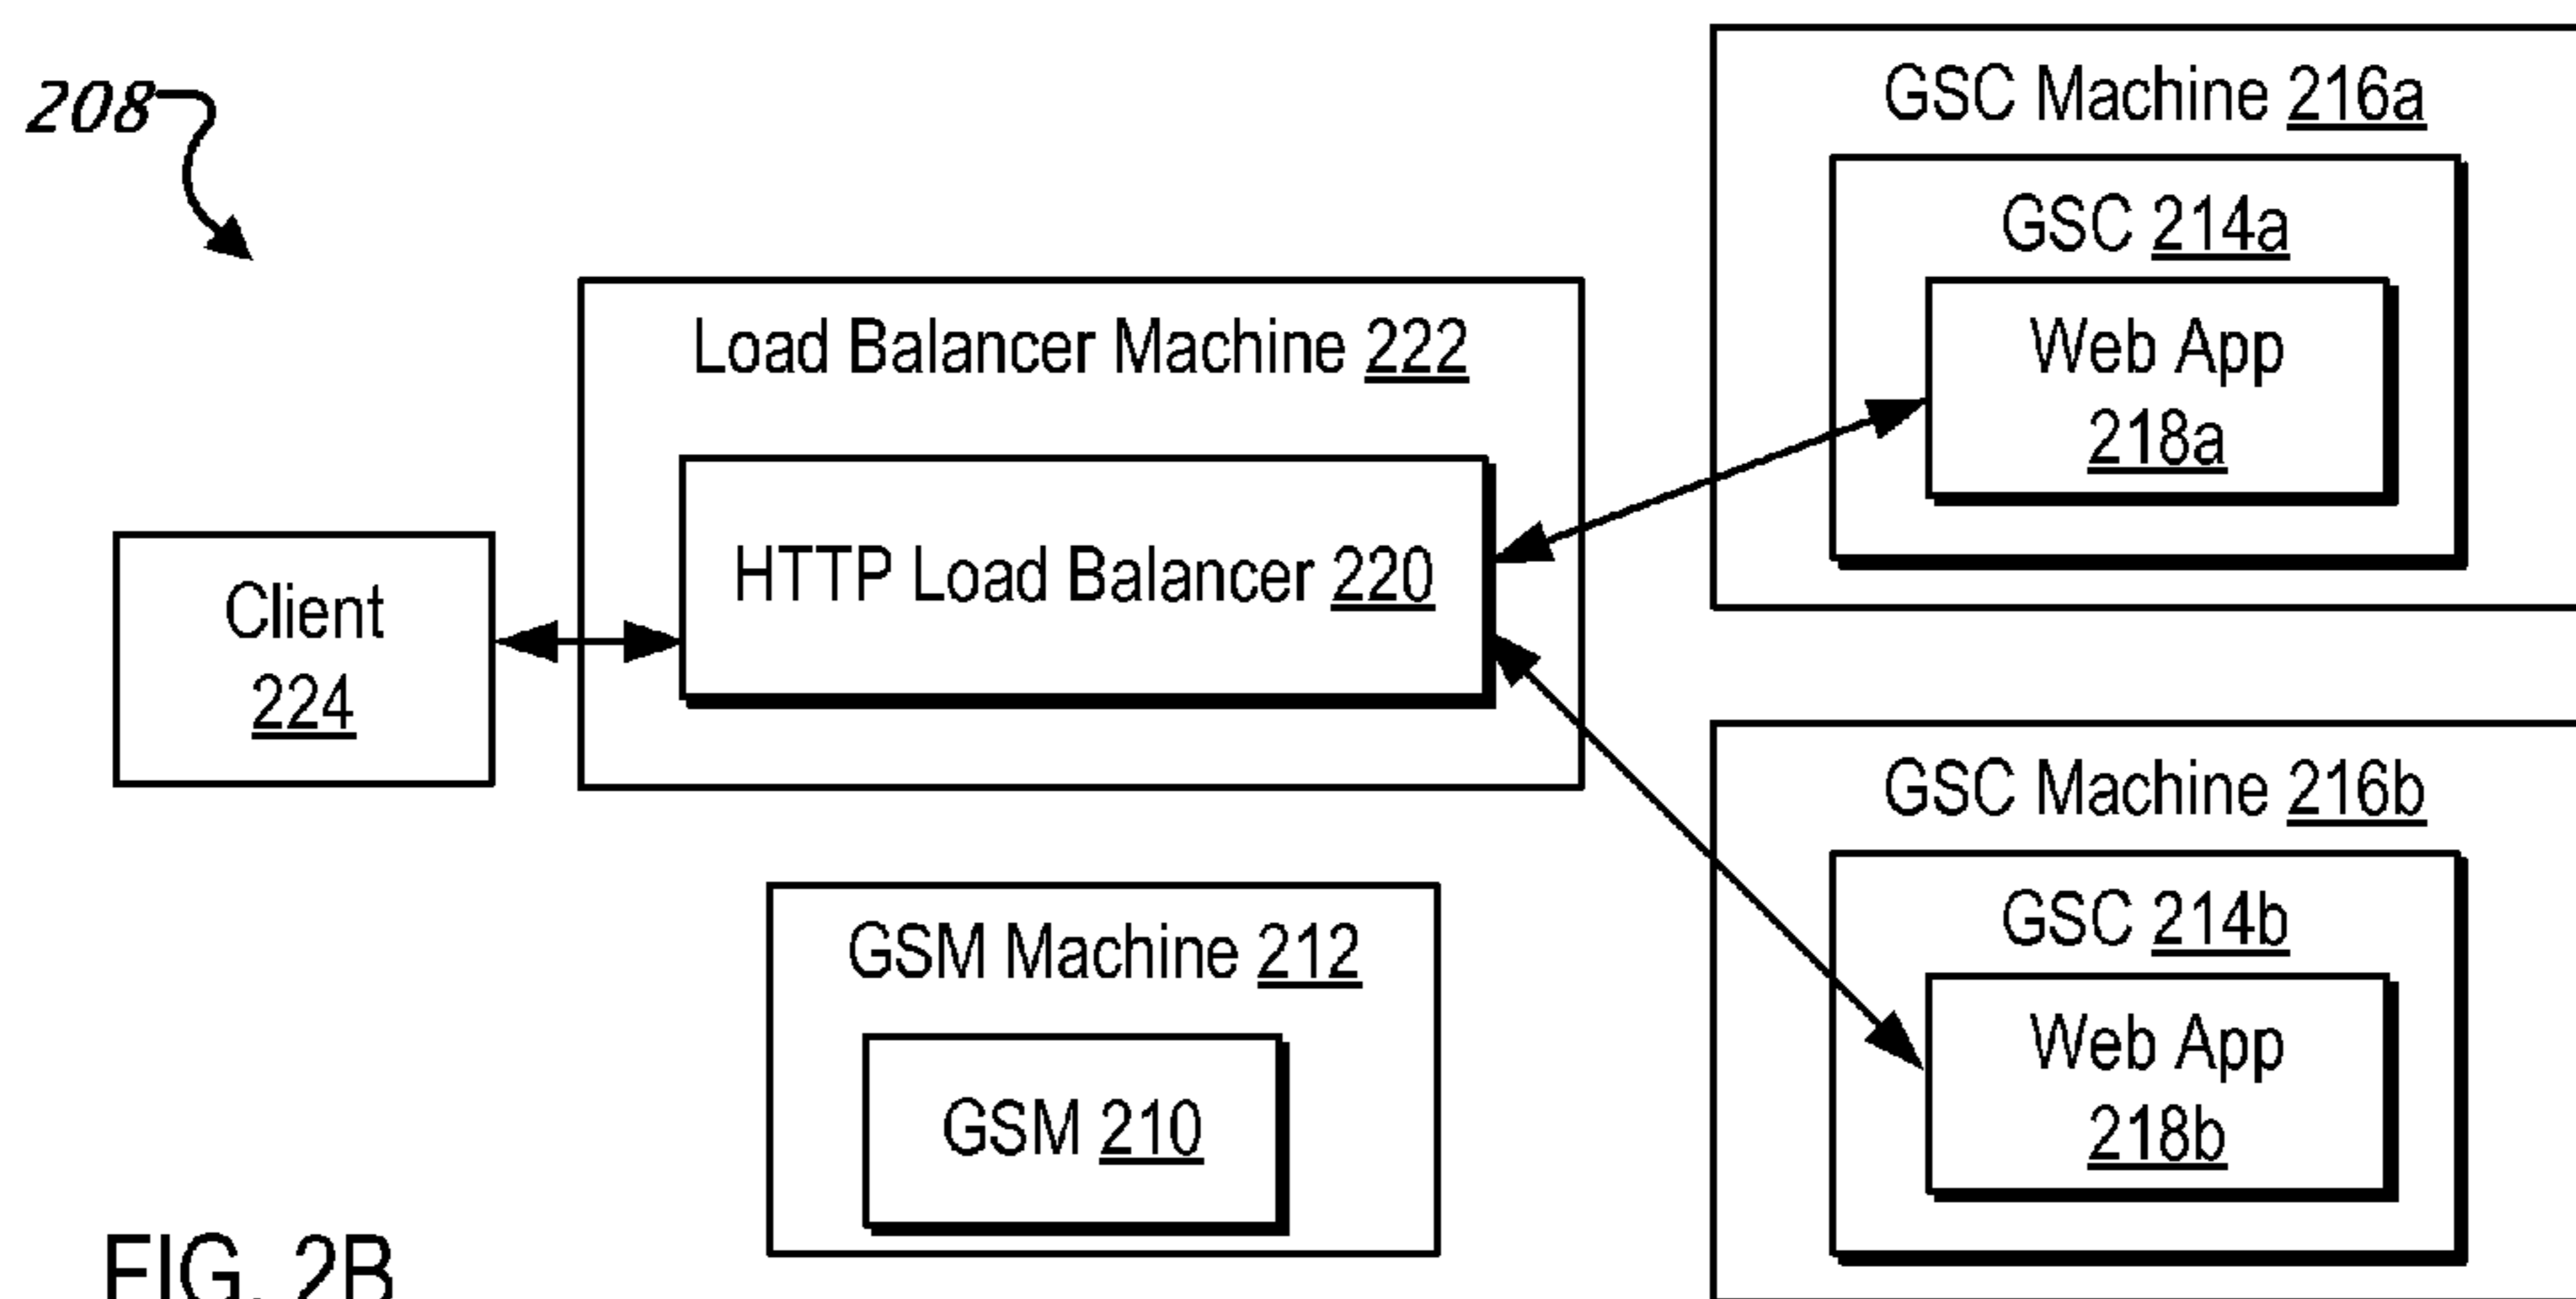 208
Client
224
Load Balancer Machine 222
HTTP Load Balancer 220
GSM Machine 212
GSM 210
GSC Machine 216a
GSC 214a
Web App
218a
GSC Machine 216b
GSC 214b
Web App
218b
FIG. 2B